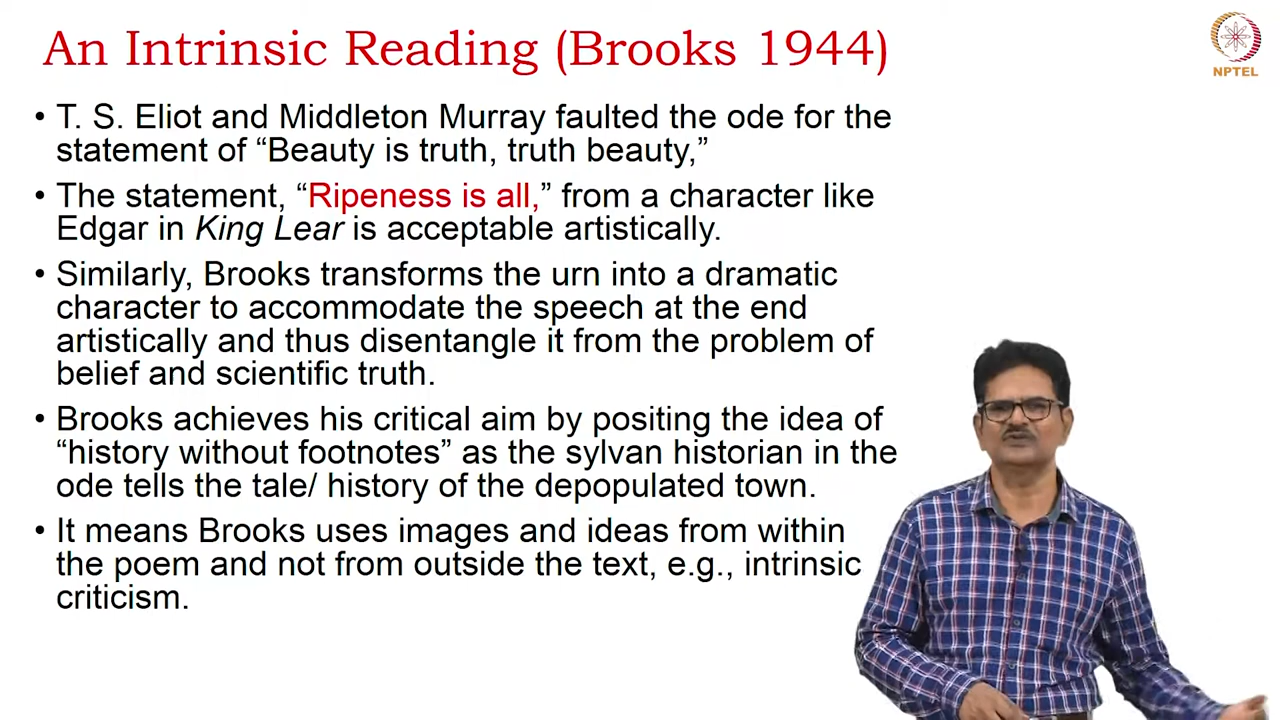 An Intrinsic Reading (Brooks 1944)
NPTEL
• T. S. Eliot and Middleton Murray faulted the ode for the
statement of “Beauty is truth, truth beauty,”
• The statement, “Ripeness is all,” from a character like
Edgar in King Lear is acceptable artistically.
• Similarly, Brooks transforms the urn into a dramatic
character to accommodate the speech at the end
artistically and thus disentangle it from the problem of
belief and scientific truth.
• Brooks achieves his critical aim by positing the idea of
“history without footnotes” as the sylvan historian in the
ode tells the tale/ history of the depopulated town.
• It means Brooks uses images and ideas from within
the poem and not from outside the text, e.g., intrinsic
criticism.